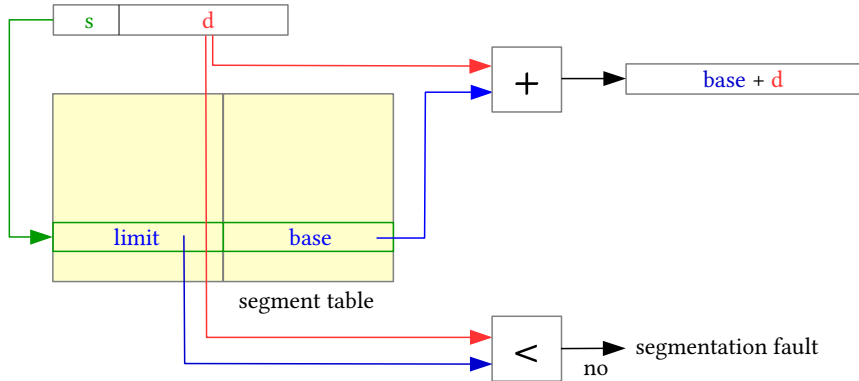 s d
+
base + d
limit base
segment table
<
no
segmentation fault